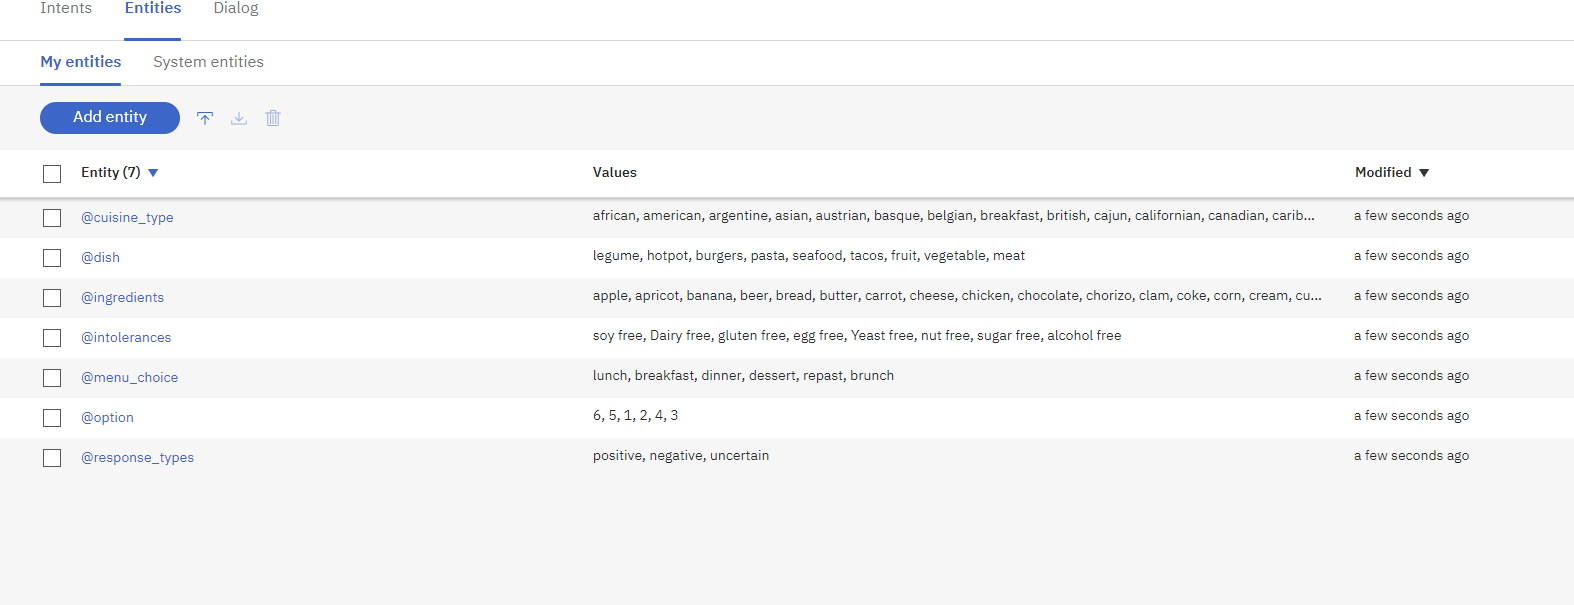 Intents Entities Dialog
My entities System entities
Add entity
Entity (7) Values Modified
@cuisine_type african, american, argentine, asian, austrian, basque, belgian, breakfast, british, cajun, californian, canadian, carib... a few seconds ago
@dish legume, hotpot, burgers, pasta, seafood, tacos, fruit, vegetable, meat a few seconds ago
@ingredients apple, apricot, banana, beer, bread, butter, carrot, cheese, chicken, chocolate, chorizo, clam, coke, corn, cream, cu... a few seconds ago
@intolerances soy free, Dairy free, gluten free, egg free, Yeast free, nut free, sugar free, alcohol free a few seconds ago
@menu_choice lunch, breakfast, dinner, dessert, repast, brunch a few seconds ago
@option 6, 5, 1, 2, 4, 3 a few seconds ago
@response_types positive, negative, uncertain a few seconds ago